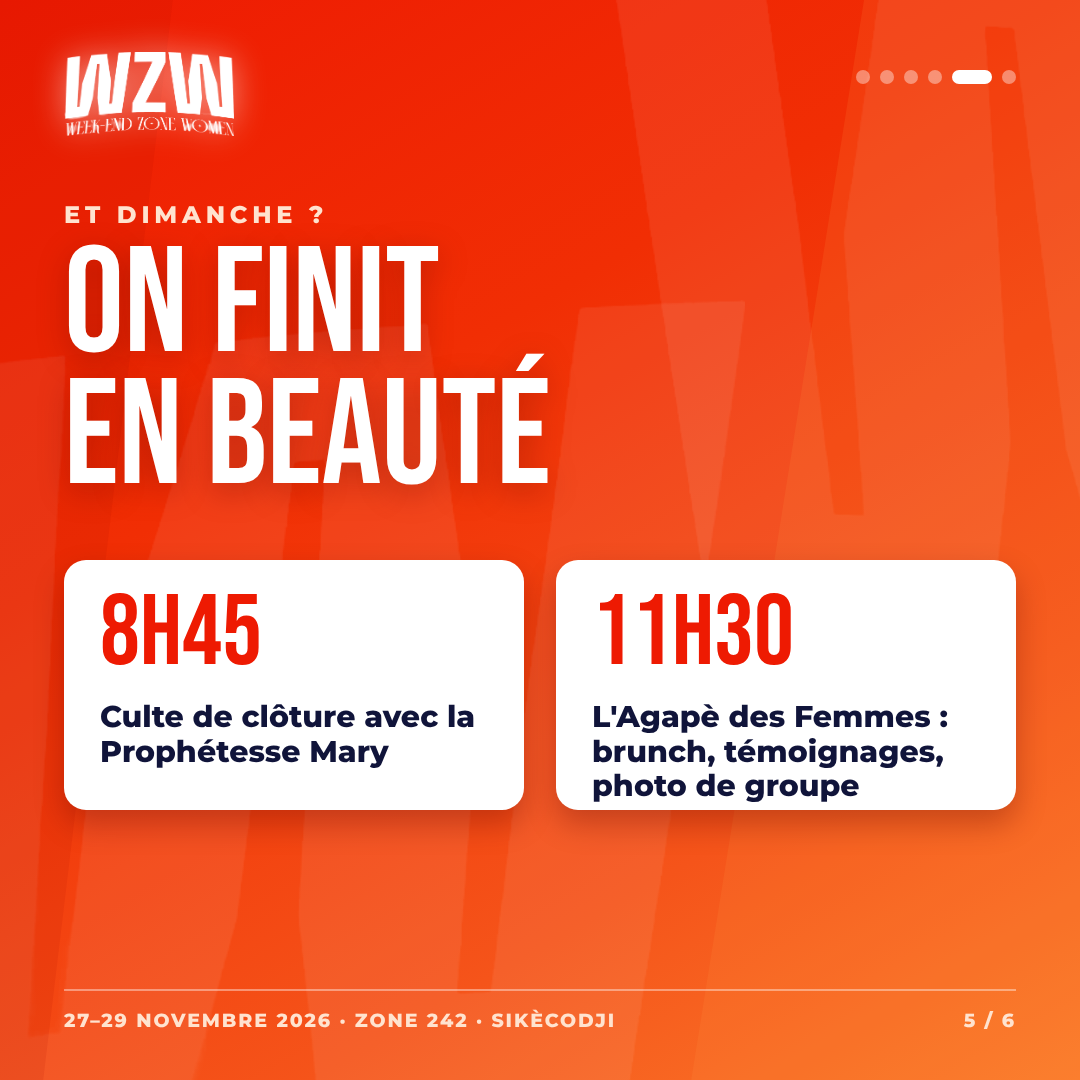 WZW
WEEK-END ZONE WOMEN
ET DIMANCHE ?
ON FINIT
EN BEAUTÉ
8H45
Culte de clôture avec la
Prophétesse Mary
11H30
L'Agapè des Femmes :
brunch, témoignages,
photo de groupe
27–29 NOVEMBRE 2026 • ZONE 242 • SIKÈCODJI
5 / 6